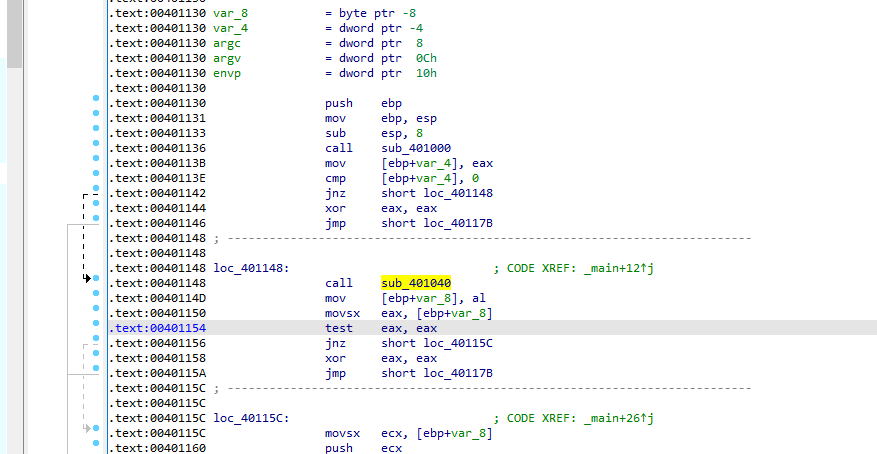 .text:00401130
.text:00401130 var_8 = byte ptr -8
.text:00401130 var_4 = dword ptr -4
.text:00401130 argc = dword ptr 8
.text:00401130 argv = dword ptr 0Ch
.text:00401130 envp = dword ptr 10h
.text:00401130
.text:00401130 push ebp
.text:00401131 mov ebp, esp
.text:00401133 sub esp, 8
.text:00401136 call sub_401000
.text:0040113B mov [ebp+var_4], eax
.text:0040113E cmp [ebp+var_4], 0
.text:00401142 jnz short loc_401148
.text:00401144 xor eax, eax
.text:00401146 jmp short loc_40117B
.text:00401148 ; ---------------------------------------------------------------------------
.text:00401148
.text:00401148 loc_401148: ; CODE XREF: _main+12↑j
.text:00401148 call sub_401040
.text:0040114D mov [ebp+var_8], al
.text:00401150 movsx eax, [ebp+var_8]
.text:00401154 test eax, eax
.text:00401156 jnz short loc_40115C
.text:00401158 xor eax, eax
.text:0040115A jmp short loc_40117B
.text:0040115C ; ---------------------------------------------------------------------------
.text:0040115C
.text:0040115C loc_40115C: ; CODE XREF: _main+26↑j
.text:0040115C movsx ecx, [ebp+var_8]
.text:00401160 push ecx